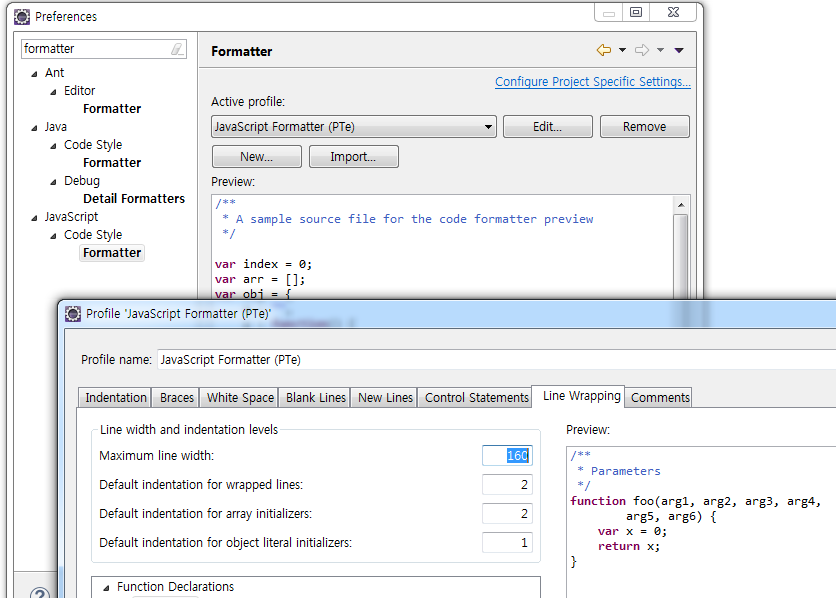 Preferences
formatter
Ant
Editor
Formatter
Java
Code Style
Formatter
Debug
Detail Formatters
JavaScript
Code Style
Formatter
Formatter
Configure Project Specific Settings...
Active profile:
JavaScript Formatter (PTe)
Edit...
Remove
New...
Import...
Preview:
/**
 * A sample source file for the code formatter preview
 */
var index = 0;
var arr = [];
var obj = {
Profile 'JavaScript Formatter (PTe)'
Profile name: JavaScript Formatter (PTe)
Indentation Braces White Space Blank Lines New Lines Control Statements Line Wrapping Comments
Line width and indentation levels
Maximum line width: 160
Default indentation for wrapped lines: 2
Default indentation for array initializers: 2
Default indentation for object literal initializers: 1
Function Declarations
Preview:
/**
 * Parameters
 */
function foo(arg1, arg2, arg3, arg4,
        arg5, arg6) {
    var x = 0;
    return x;
}